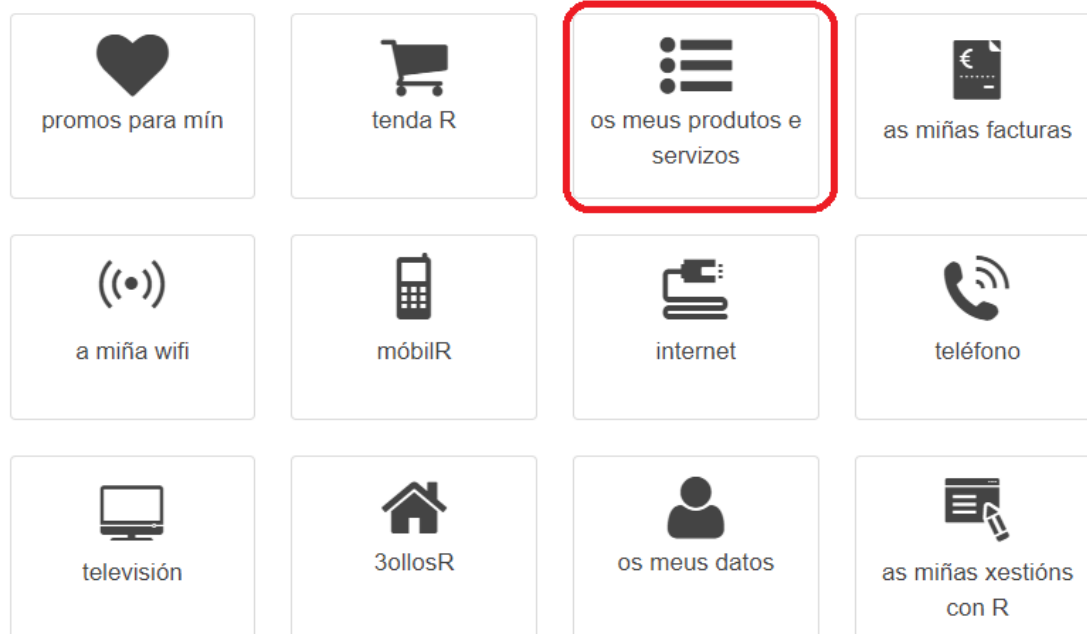 promos para mín
tenda R
os meus produtos e
servizos
€
as miñas facturas
a miña wifi
móbilR
internet
teléfono
televisión
3ollosR
os meus datos
as miñas xestións
con R